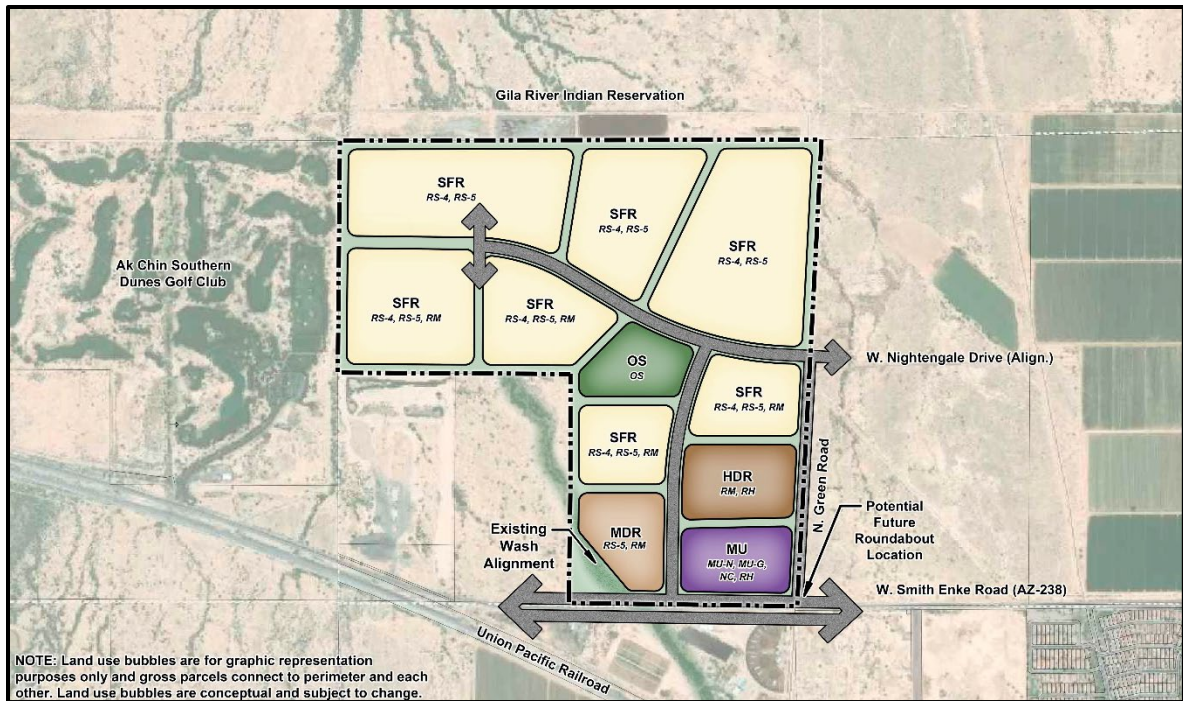 Gila River Indian Reservation
SFR
RS-4, RS-5
SFR
RS-4, RS-5
SFR
RS-4, RS-5
Ak Chin Southern
Dunes Golf Club
SFR
RS-4, RS-5, RM
SFR
RS-4, RS-5, RM
OS
OS
W. Nightengale Drive (Align.)
SFR
RS-4, RS-5, RM
SFR
RS-4, RS-5, RM
HDR
RM, RH
N. Green Road
Potential
Future
Roundabout
Location
Existing
Wash
Alignment
MDR
RS-5, RM
MU
MU-N, MU-G,
NC, RH
W. Smith Enke Road (AZ-238)
Union Pacific Railroad
NOTE: Land use bubbles are for graphic representation
purposes only and gross parcels connect to perimeter and each
other. Land use bubbles are conceptual and subject to change.